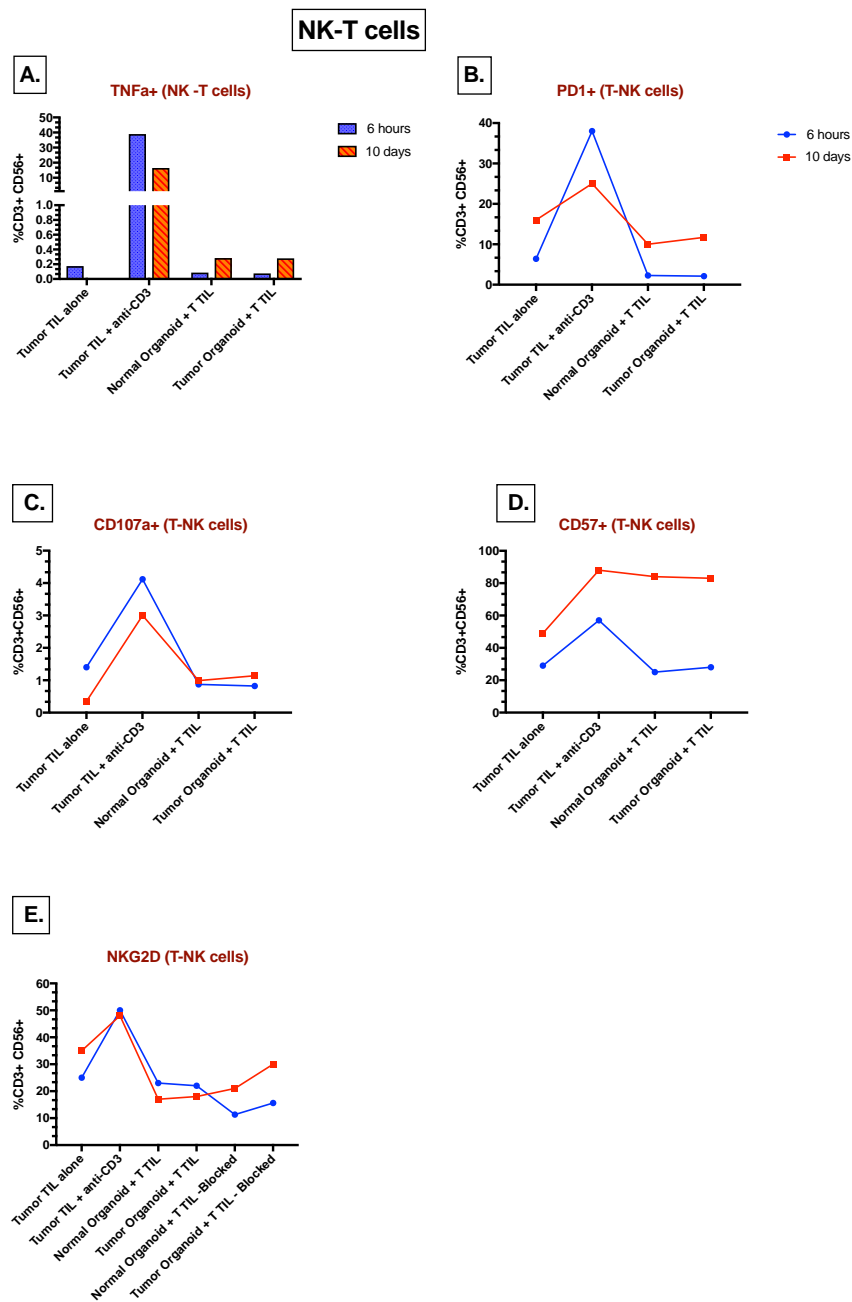 NK-T cells
A.
TNFa+ (NK -T cells)
%CD3+ CD56+
50
40
30
20
10
1.0
0.8
0.6
0.4
0.2
0.0
Tumor TIL alone
Tumor TIL + anti-CD3
Normal Organoid + T TIL
Tumor Organoid + T TIL
6 hours
10 days
B.
PD1+ (T-NK cells)
%CD3+ CD56+
40
30
20
10
0
Tumor TIL alone
Tumor TIL + anti-CD3
Normal Organoid + T TIL
Tumor Organoid + T TIL
6 hours
10 days
C.
CD107a+ (T-NK cells)
%CD3+CD56+
5
4
3
2
1
0
Tumor TIL alone
Tumor TIL + anti-CD3
Normal Organoid + T TIL
Tumor Organoid + T TIL
D.
CD57+ (T-NK cells)
%CD3+CD56+
100
80
60
40
20
0
Tumor TIL alone
Tumor TIL + anti-CD3
Normal Organoid + T TIL
Tumor Organoid + T TIL
E.
NKG2D (T-NK cells)
%CD3+ CD56+
60
50
40
30
20
10
0
Tumor TIL alone
Tumor TIL + anti-CD3
Normal Organoid + T TIL
Tumor Organoid + T TIL
Normal Organoid + T TIL -Blocked
Tumor Organoid + T TIL - Blocked